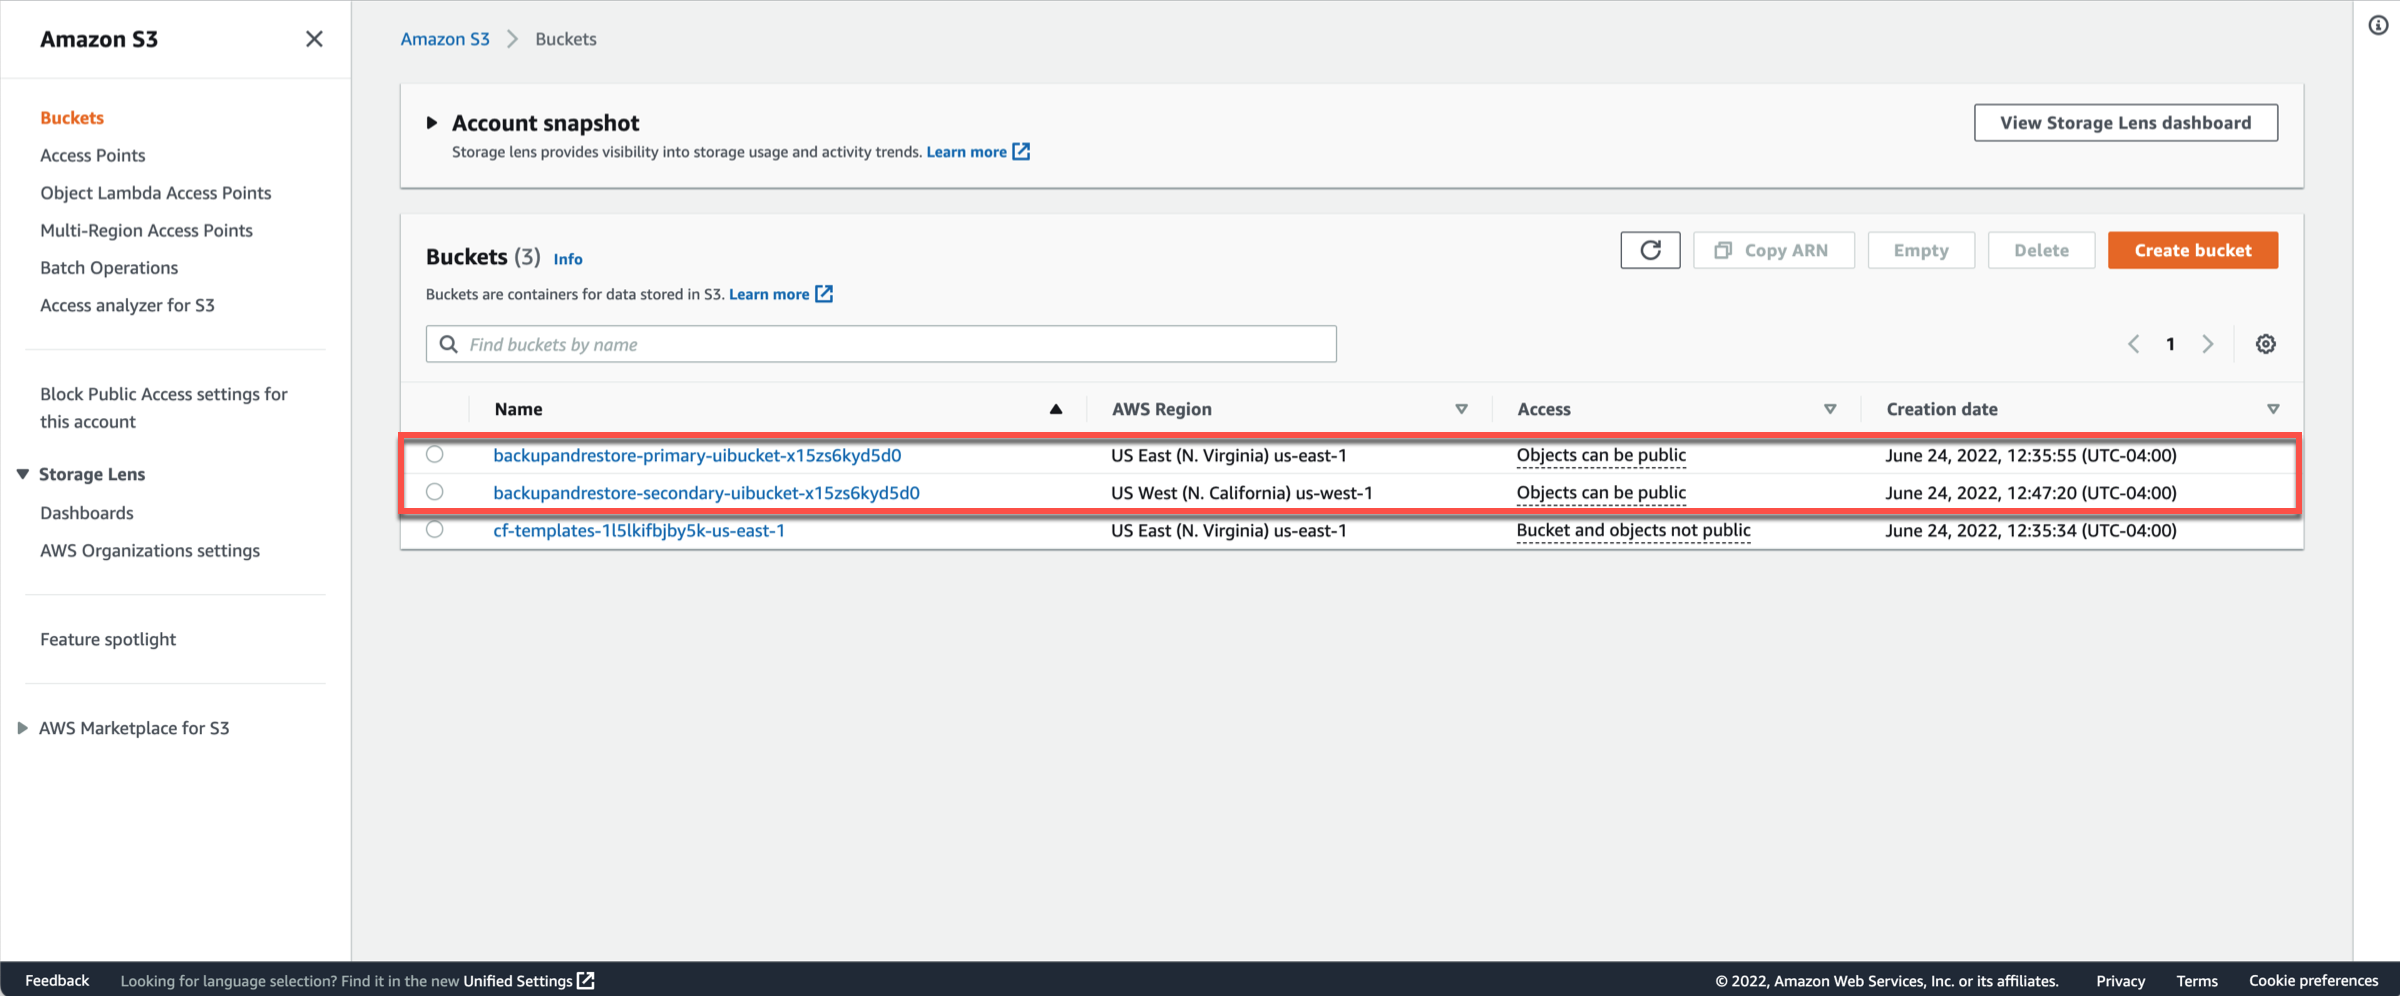 Amazon S3
Buckets
Access Points
Object Lambda Access Points
Multi-Region Access Points
Batch Operations
Access analyzer for S3
Block Public Access settings for
this account
Storage Lens
Dashboards
AWS Organizations settings
Feature spotlight
AWS Marketplace for S3
Amazon S3 Buckets
Account snapshot
View Storage Lens dashboard
Storage lens provides visibility into storage usage and activity trends. Learn more
Buckets (3) Info
Copy ARN Empty Delete Create bucket
Buckets are containers for data stored in S3. Learn more
Find buckets by name
1
Name AWS Region Access Creation date
backupandrestore-primary-uibucket-x15zs6kyd5d0 US East (N. Virginia) us-east-1 Objects can be public June 24, 2022, 12:35:55 (UTC-04:00)
backupandrestore-secondary-uibucket-x15zs6kyd5d0 US West (N. California) us-west-1 Objects can be public June 24, 2022, 12:47:20 (UTC-04:00)
cf-templates-1l5lkifbjby5k-us-east-1 US East (N. Virginia) us-east-1 Bucket and objects not public June 24, 2022, 12:35:34 (UTC-04:00)
Feedback Looking for language selection? Find it in the new Unified Settings © 2022, Amazon Web Services, Inc. or its affiliates. Privacy Terms Cookie preferences